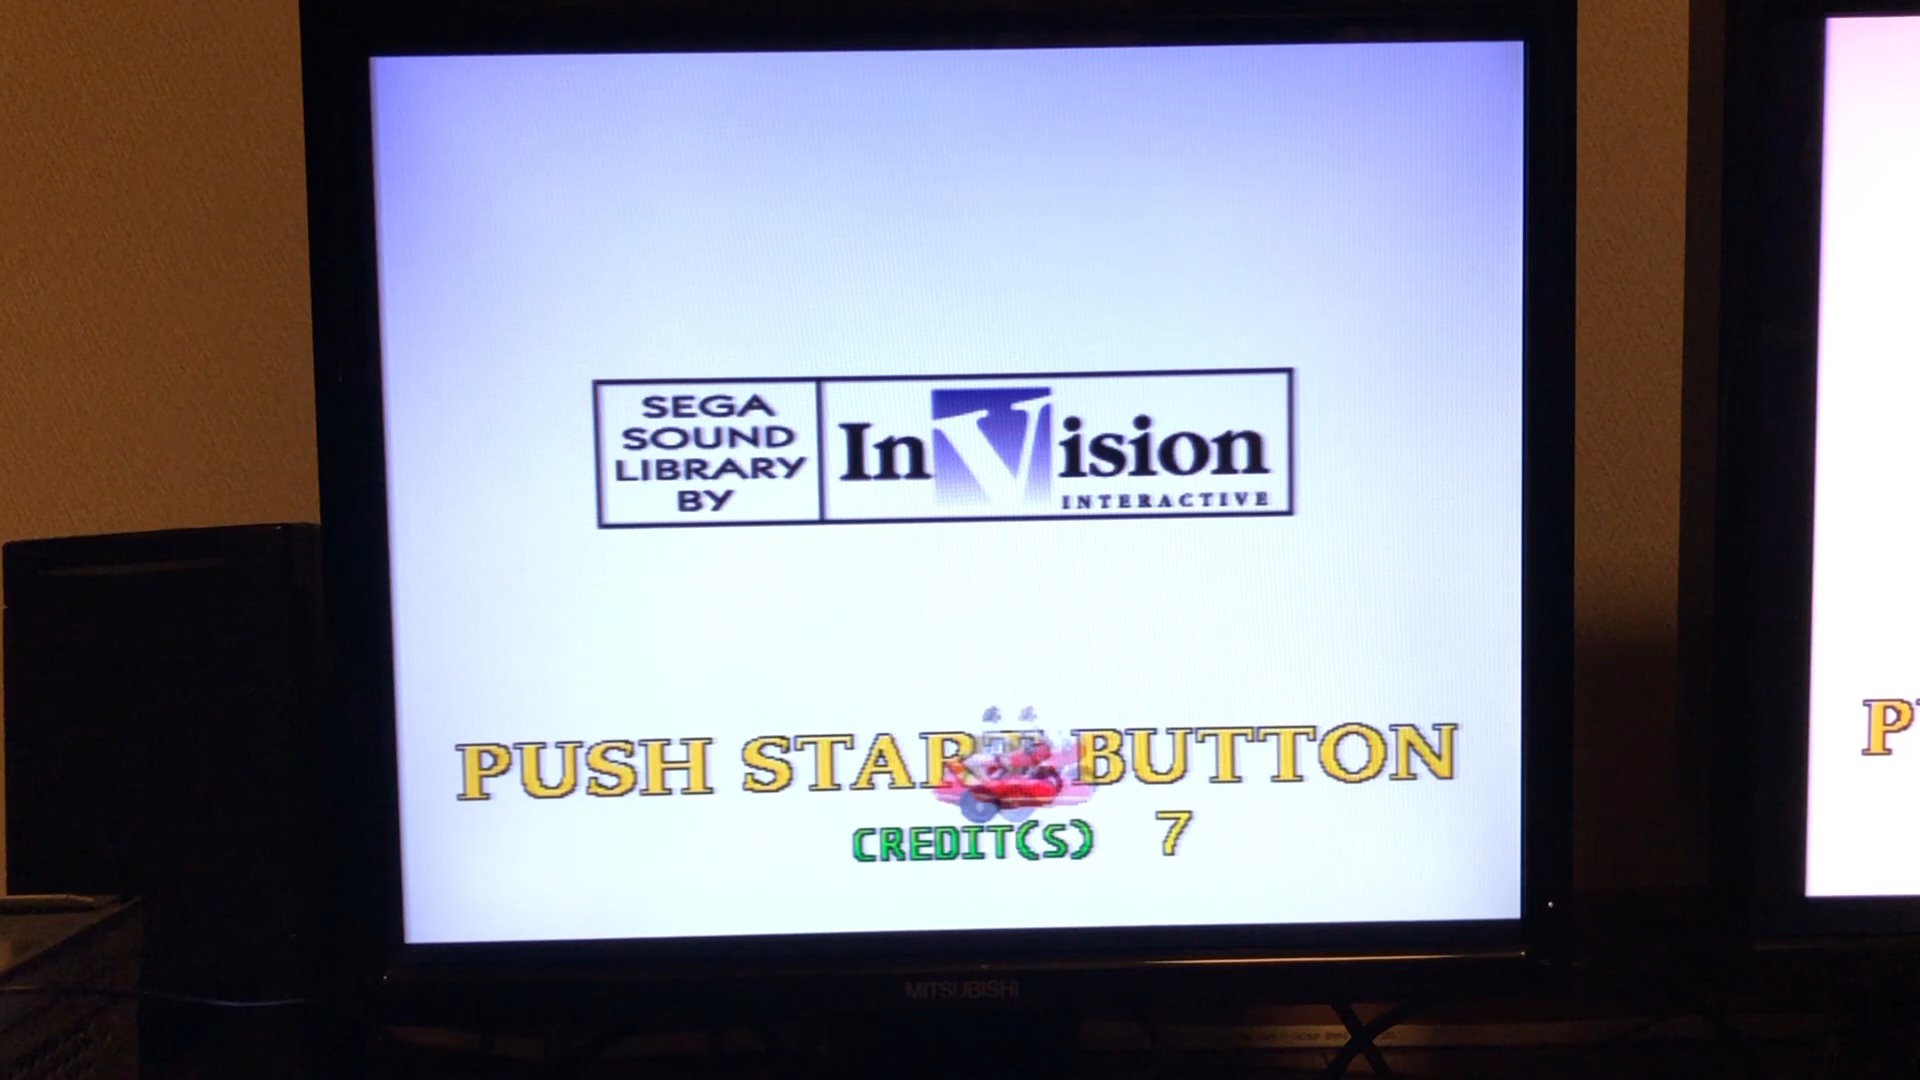 SEGA
SOUND
LIBRARY
BY
InVision
INTERACTIVE
PUSH START BUTTON
CREDIT(S) 7
MITSUBISHI
P